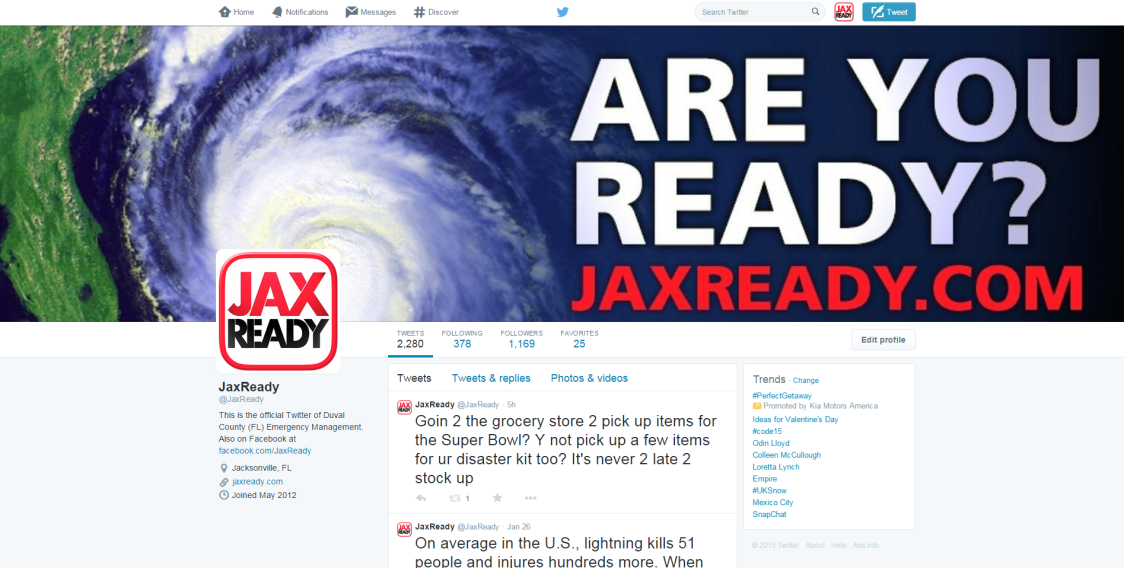 Home Notifications Messages # Discover Search Twitter JAX READY Tweet
ARE YOU
READY?
JAXREADY.COM
JAX
READY
TWEETS FOLLOWING FOLLOWERS FAVORITES
2,280 378 1,169 25
Edit profile
JaxReady
@JaxReady
This is the official Twitter of Duval
County (FL) Emergency Management.
Also on Facebook at
facebook.com/JaxReady
Jacksonville, FL
jaxready.com
Joined May 2012
Tweets Tweets & replies Photos & videos
JAX READY JaxReady @JaxReady · 5h
Goin 2 the grocery store 2 pick up items for
the Super Bowl? Y not pick up a few items
for ur disaster kit too? It's never 2 late 2
stock up
1
JAX READY JaxReady @JaxReady · Jan 26
On average in the U.S., lightning kills 51
people and injures hundreds more. When
Trends · Change
#PerfectGetaway
Promoted by Kia Motors America
Ideas for Valentine's Day
#code15
Odin Lloyd
Colleen McCullough
Loretta Lynch
Empire
#UKSnow
Mexico City
SnapChat
© 2015 Twitter About Help Ads info